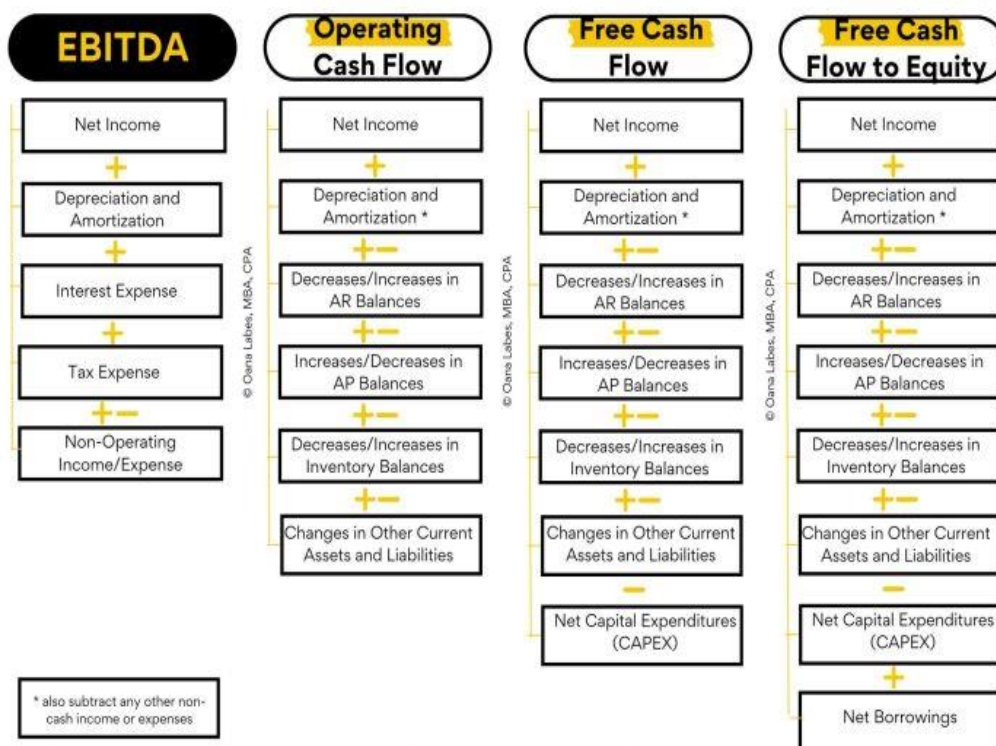 EBITDA
Net Income
+
Depreciation and
Amortization
+
Interest Expense
+
Tax Expense
+-
Non-Operating
Income/Expense
* also subtract any other non-
cash income or expenses
© Oana Labes, MBA, CPA
Operating
Cash Flow
Net Income
+
Depreciation and
Amortization *
+-
Decreases/Increases in
AR Balances
+-
Increases/Decreases in
AP Balances
+-
Decreases/Increases in
Inventory Balances
+-
Changes in Other Current
Assets and Liabilities
© Oana Labes, MBA, CPA
Free Cash
Flow
Net Income
+
Depreciation and
Amortization *
+-
Decreases/Increases in
AR Balances
+-
Increases/Decreases in
AP Balances
+-
Decreases/Increases in
Inventory Balances
+-
Changes in Other Current
Assets and Liabilities
-
Net Capital Expenditures
(CAPEX)
© Oana Labes, MBA, CPA
Free Cash
Flow to Equity
Net Income
+
Depreciation and
Amortization *
+-
Decreases/Increases in
AR Balances
+-
Increases/Decreases in
AP Balances
+-
Decreases/Increases in
Inventory Balances
+-
Changes in Other Current
Assets and Liabilities
-
Net Capital Expenditures
(CAPEX)
+
Net Borrowings